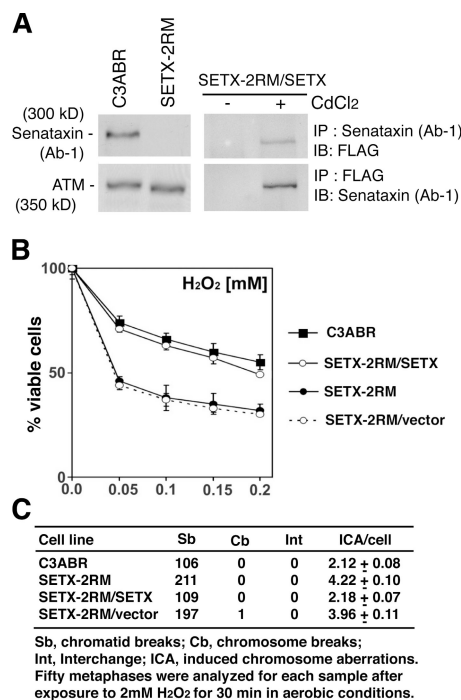 A
C3ABR
SETX-2RM
SETX-2RM/SETX
- + CdCl2
(300 kD)
Senataxin -
(Ab-1)
IP : Senataxin (Ab-1)
IB: FLAG
ATM -
(350 kD)
IP : FLAG
IB: Senataxin (Ab-1)
B
H2O2 [mM]
% viable cells
100
50
0
0.0 0.05 0.1 0.15 0.2
C3ABR
SETX-2RM/SETX
SETX-2RM
SETX-2RM/vector
C
Cell line Sb Cb Int ICA/cell
C3ABR 106 0 0 2.12 ± 0.08
SETX-2RM 211 0 0 4.22 ± 0.10
SETX-2RM/SETX 109 0 0 2.18 ± 0.07
SETX-2RM/vector 197 1 0 3.96 ± 0.11
Sb, chromatid breaks; Cb, chromosome breaks;
Int, Interchange; ICA, induced chromosome aberrations.
Fifty metaphases were analyzed for each sample after
exposure to 2mM H2O2 for 30 min in aerobic conditions.